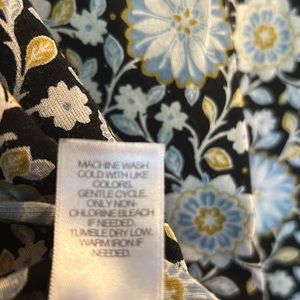 MACHINE WASH
COLD WITH LIKE
COLORS.
GENTLE CYCLE.
ONLY NON-
CHLORINE BLEACH
IF NEEDED.
TUMBLE DRY LOW.
WARM IRON IF
NEEDED.